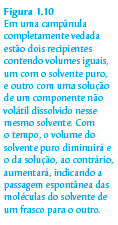 Figura 1.10
Em uma campânula
completamente vedada
estão dois recipientes
contendo volumes iguais,
um com o solvente puro,
e outro com uma solução
de um componente não
volátil dissolvido nesse
mesmo solvente. Com
o tempo, o volume do
solvente puro diminuirá e
o da solução, ao contrário,
aumentará, indicando a
passagem espontânea das
moléculas do solvente de
um frasco para o outro.